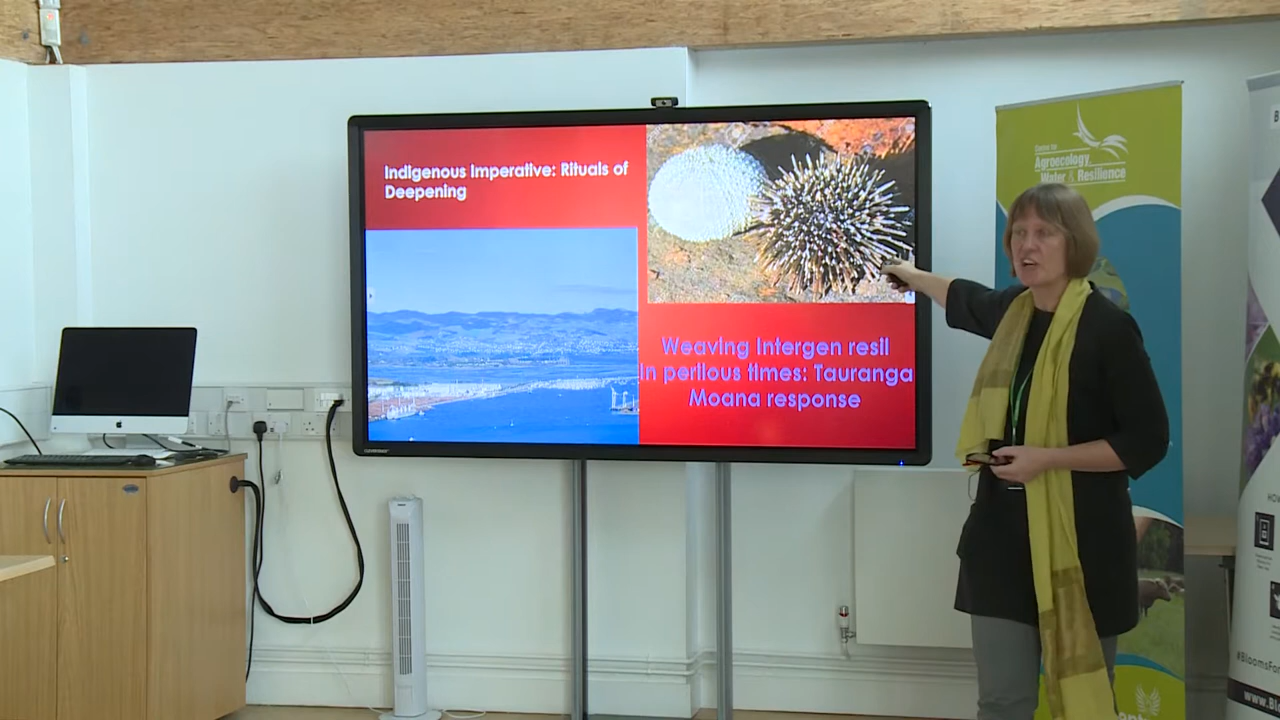 Indigenous Imperative: Rituals of
Deepening
Weaving Intergen resil
in perilous times: Tauranga
Moana response
Centre for
Agroecology
Water & Resilience